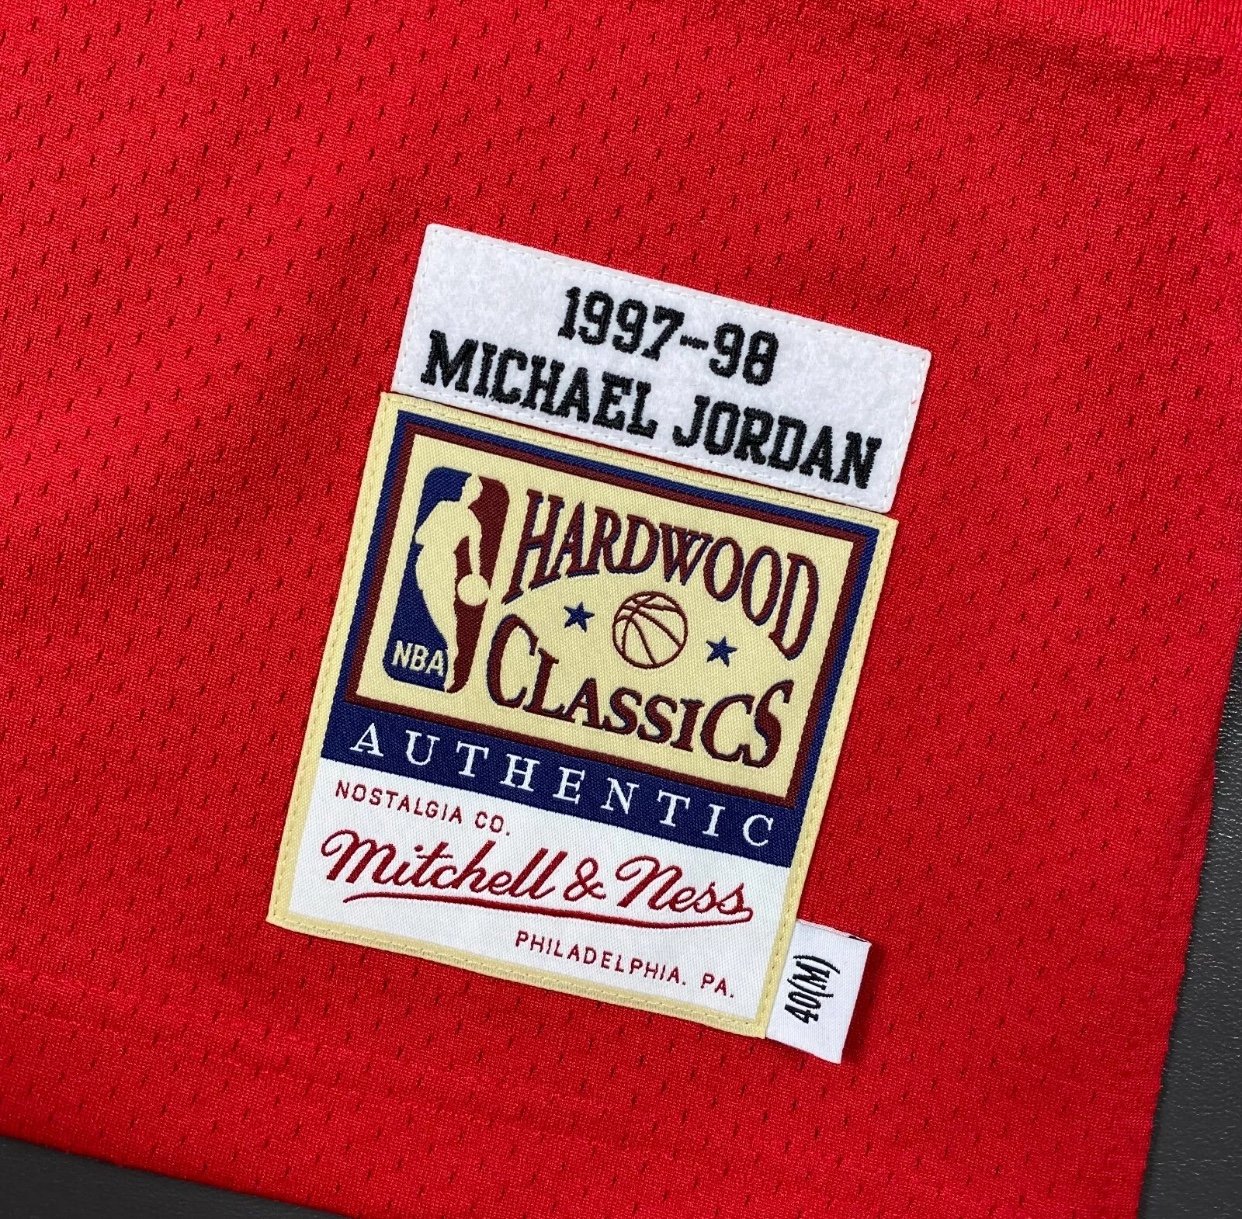 1997-98
MICHAEL JORDAN
HARDWOOD
CLASSICS
NBA
AUTHENTIC
NOSTALGIA CO.
Mitchell & Ness
PHILADELPHIA. PA.
40(M)